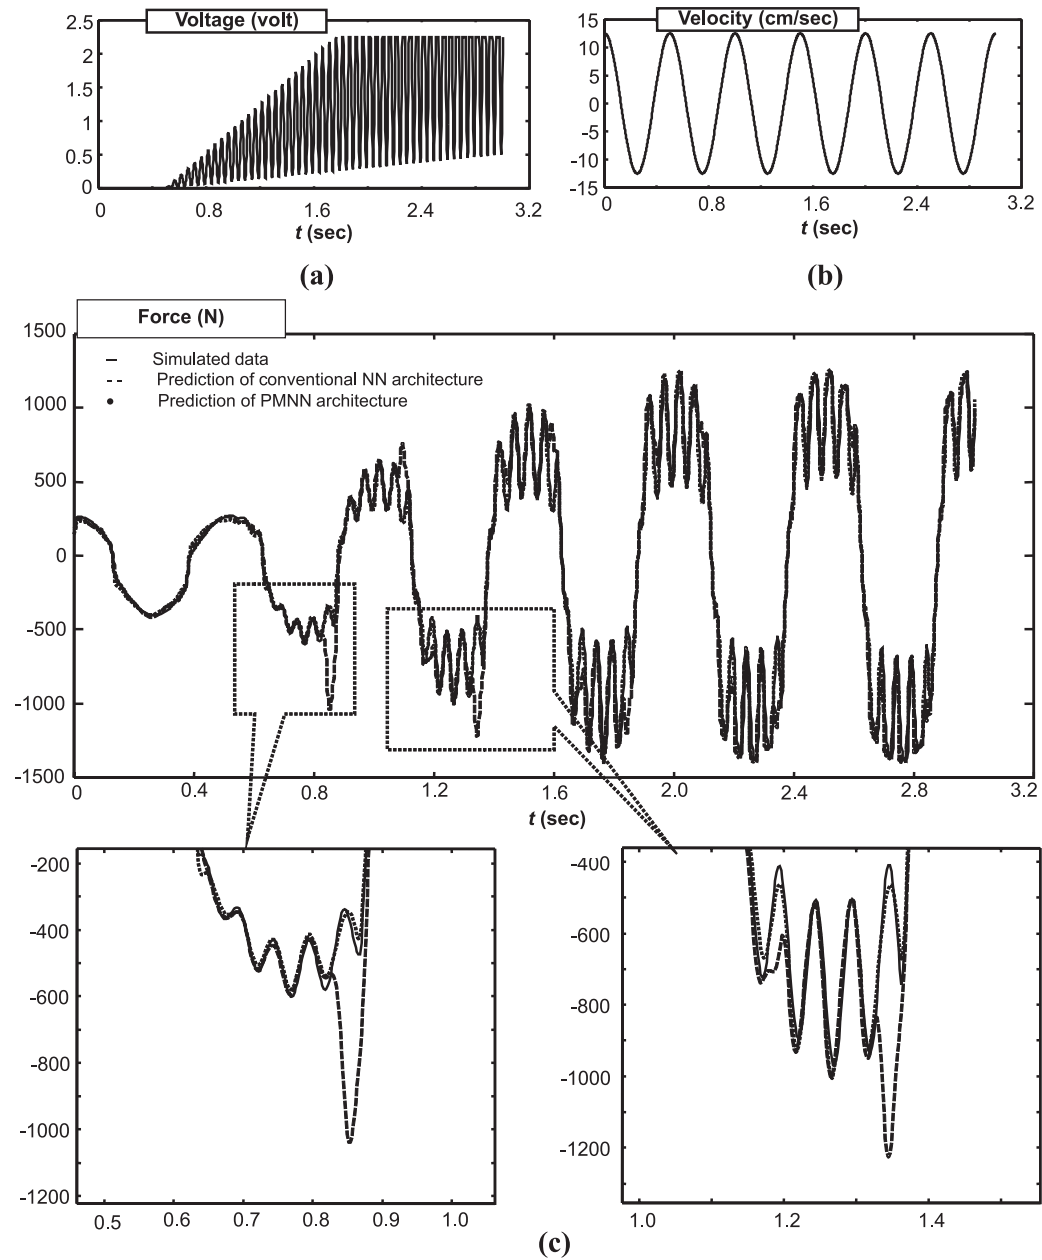 Voltage (volt)
2.5
2
1.5
1
0.5
0
0 0.8 1.6 2.4 3.2
t (sec)
(a)
Velocity (cm/sec)
15
10
5
0
-5
-10
-15
0 0.8 1.6 2.4 3.2
t (sec)
(b)
Force (N)
Simulated data
Prediction of conventional NN architecture
Prediction of PMNN architecture
1500
1000
500
0
-500
-1000
-1500
0 0.4 0.8 1.2 1.6 2.0 2.4 2.8 3.2
t (sec)
-200
-400
-600
-800
-1000
-1200
0.5 0.6 0.7 0.8 0.9 1.0
-400
-600
-800
-1000
-1200
1.0 1.2 1.4
(c)